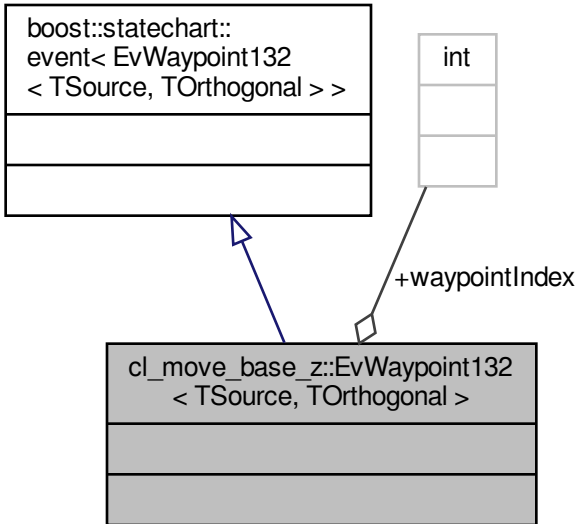 boost::statechart::
event< EvWaypoint132
< TSource, TOrthogonal > >
int
+waypointIndex
cl_move_base_z::EvWaypoint132
< TSource, TOrthogonal >